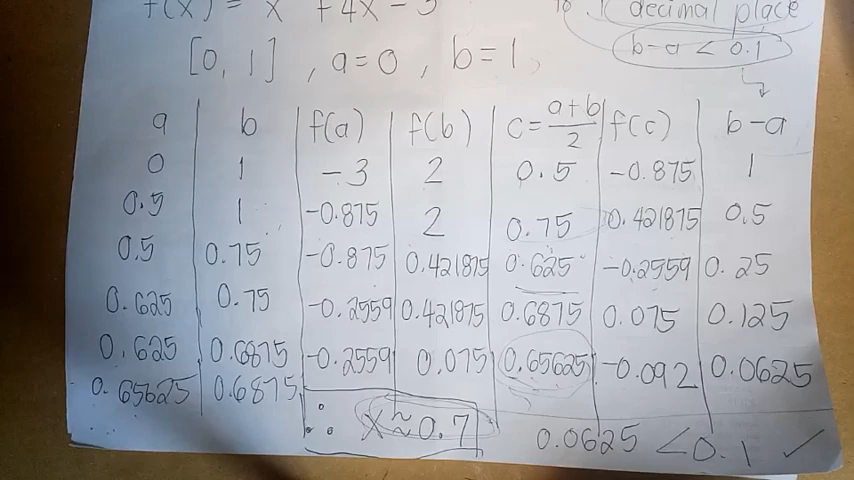 f(x) = x + 4x - 3
to 1 decimal place
b-a < 0.1
[0, 1] , a=0 , b=1,
a b f(a) f(b) c = a+b/2 f(c) b-a
0 1 -3 2 0.5 -0.875 1
0.5 1 -0.875 2 0.75 0.421875 0.5
0.5 0.75 -0.875 0.421875 0.625 -0.2559 0.25
0.625 0.75 -0.2559 0.421875 0.6875 0.075 0.125
0.625 0.6875 -0.2559 0.075 0.65625 -0.092 0.0625
0.65625 0.6875
∴ x ≈ 0.7 0.0625 < 0.1 ✓